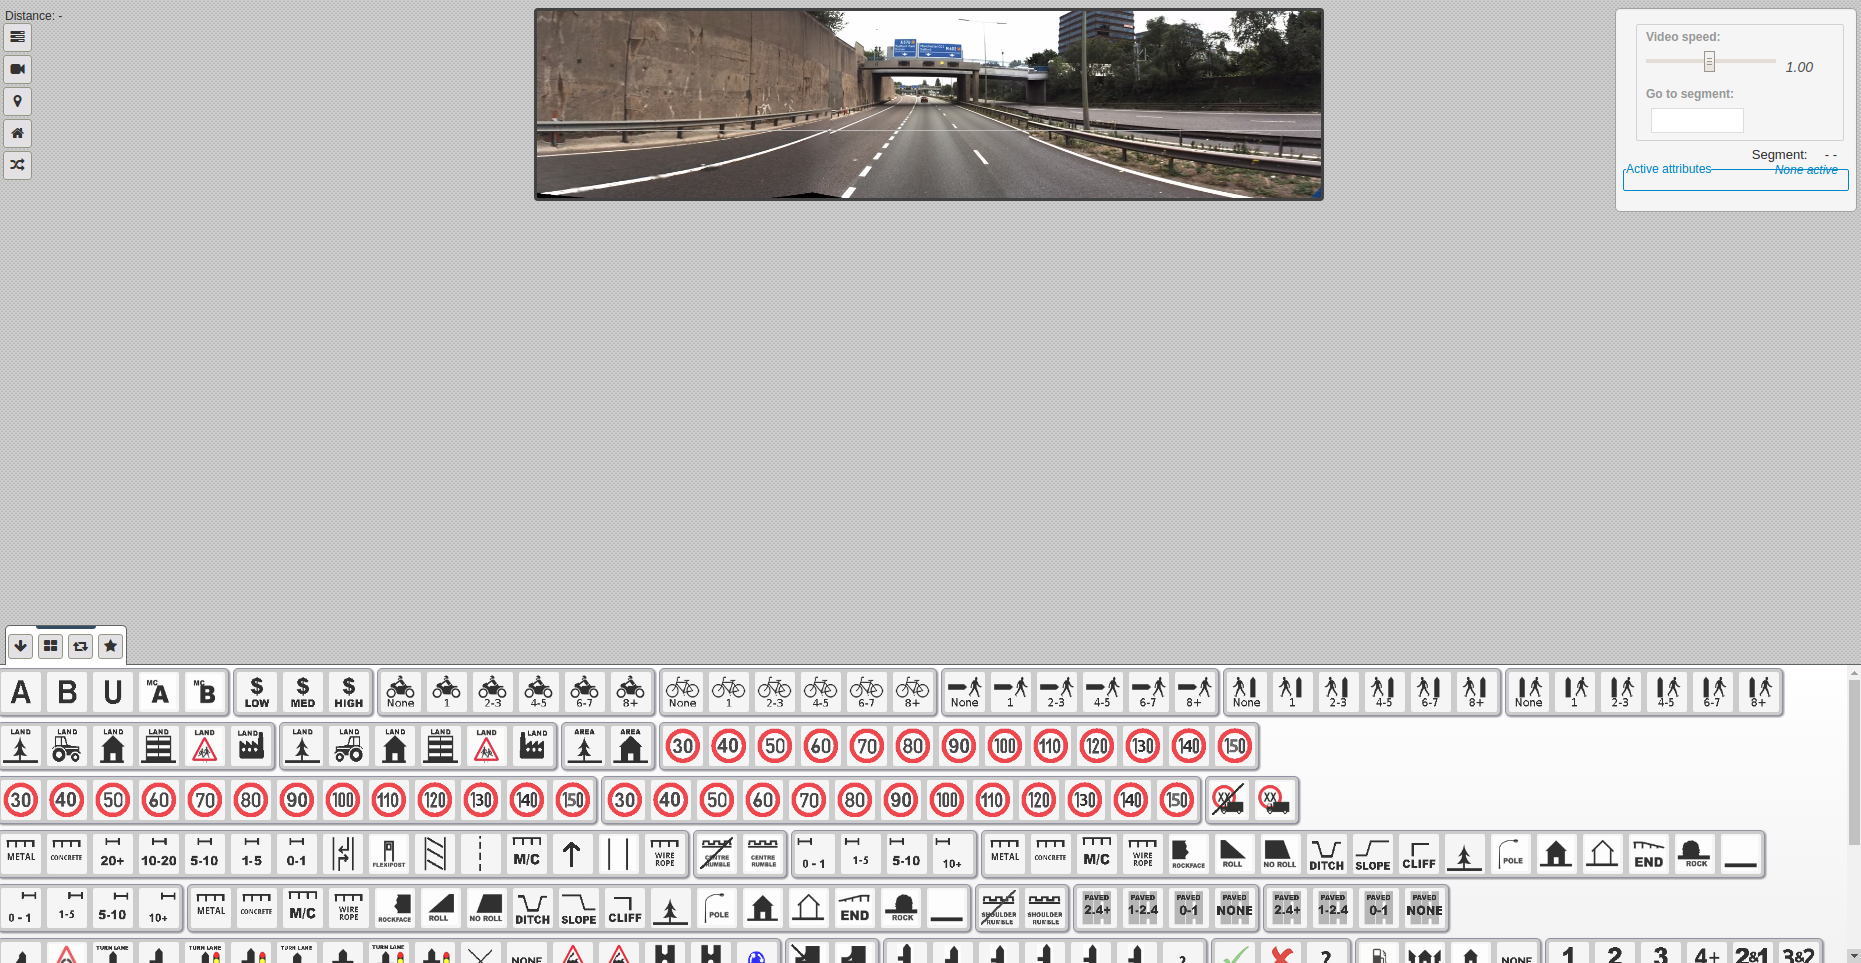 Distance: -
Video speed:
1.00
Go to segment:
Segment: - -
Active attributes
None active
A B U MC A MC B $ LOW $ MED $ HIGH None 1 2-3 4-5 6-7 8+ None 1 2-3 4-5 6-7 8+ None 1 2-3 4-5 6-7 8+ None 1 2-3 4-5 6-7 8+ None 1 2-3 4-5 6-7 8+
LAND LAND LAND LAND LAND LAND LAND LAND LAND LAND LAND LAND AREA AREA 30 40 50 60 70 80 90 100 110 120 130 140 150
30 40 50 60 70 80 90 100 110 120 130 140 150 30 40 50 60 70 80 90 100 110 120 130 140 150 XX XX
METAL CONCRETE 20+ 10-20 5-10 1-5 0-1 FLEXIPOST M/C WIRE ROPE CENTRE RUMBLE CENTRE RUMBLE 0-1 1-5 5-10 10+ METAL CONCRETE M/C WIRE ROPE ROCKFACE ROLL NO ROLL DITCH SLOPE CLIFF POLE END ROCK
0-1 1-5 5-10 10+ METAL CONCRETE M/C WIRE ROPE ROCKFACE ROLL NO ROLL DITCH SLOPE CLIFF POLE END ROCK SHOULDER RUMBLE SHOULDER RUMBLE PAVED 2.4+ PAVED 1-2.4 PAVED 0-1 PAVED NONE PAVED 2.4+ PAVED 1-2.4 PAVED 0-1 PAVED NONE
TURN LANE TURN LANE TURN LANE TURN LANE NONE ? ? NONE 1 2 3 4+ 2&1 3&2